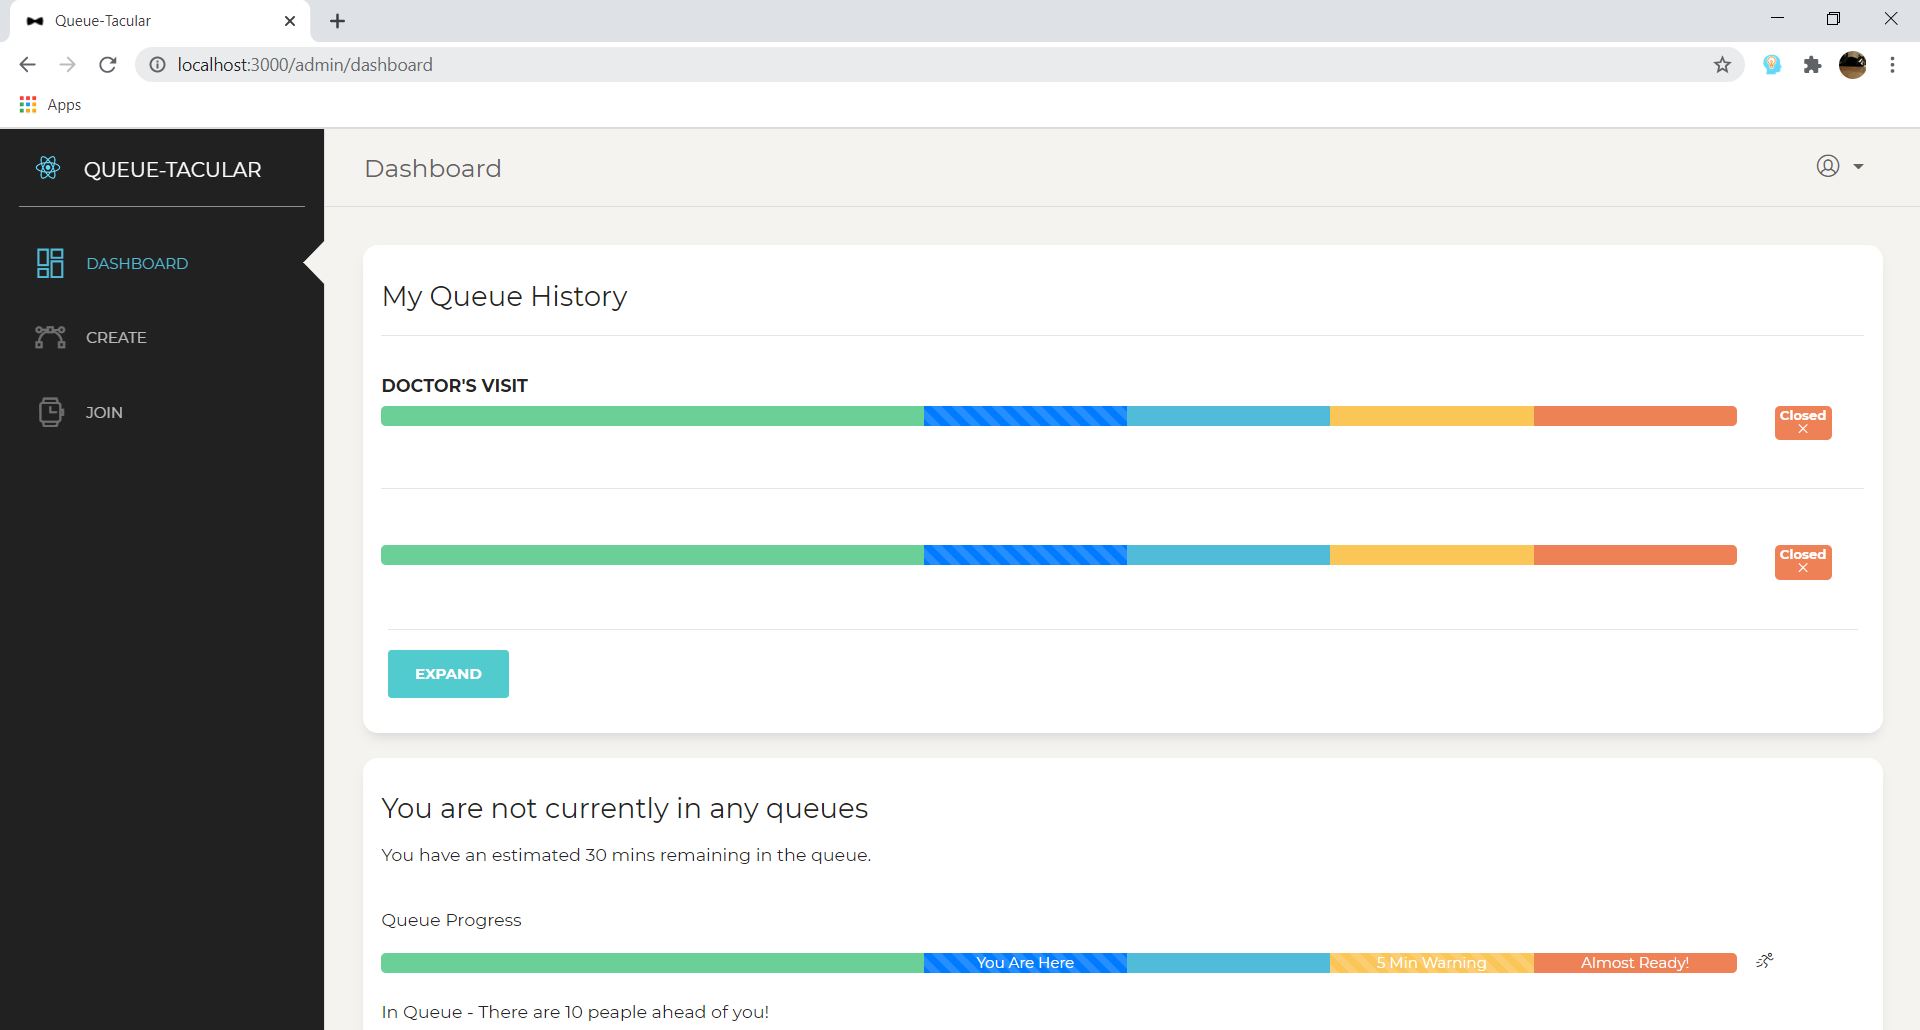 Queue-Tacular
localhost:3000/admin/dashboard
Apps
QUEUE-TACULAR
Dashboard
DASHBOARD
CREATE
JOIN
My Queue History
DOCTOR'S VISIT
Closed
Closed
EXPAND
You are not currently in any queues
You have an estimated 30 mins remaining in the queue.
Queue Progress
You Are Here
5 Min Warning
Almost Ready!
In Queue - There are 10 peaple ahead of you!